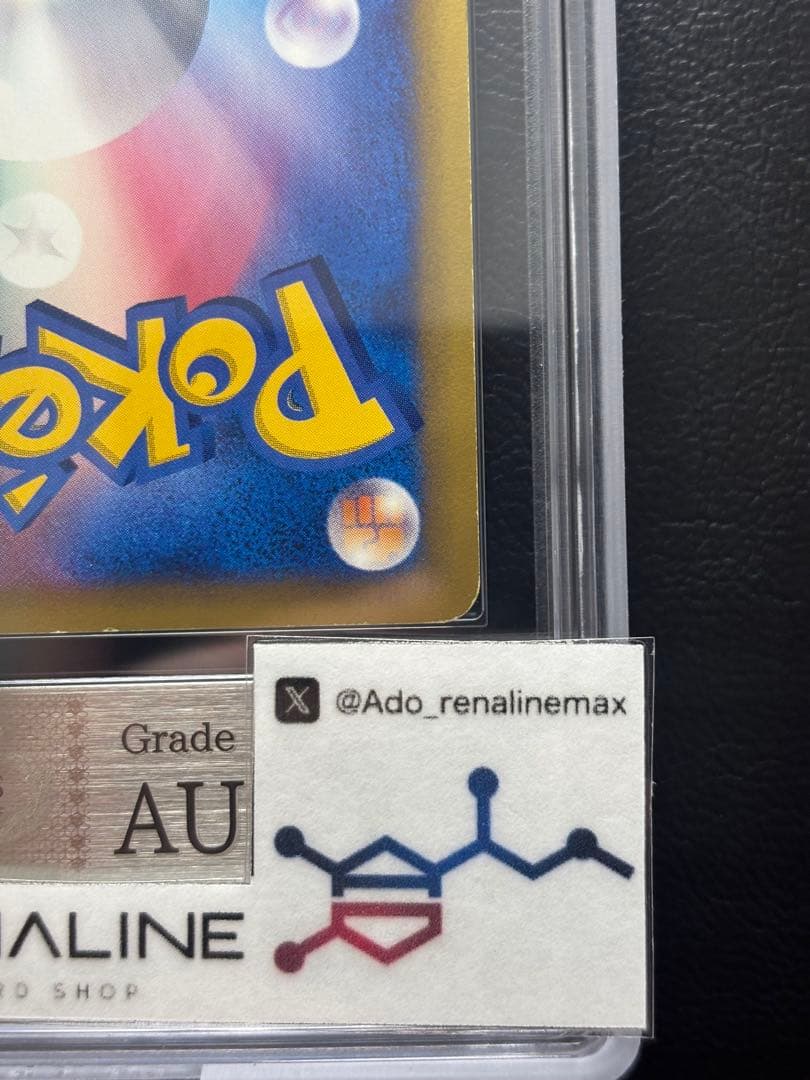 Poké
@Ado_renalinemax
Grade
AU
ALINE
RD SHOP